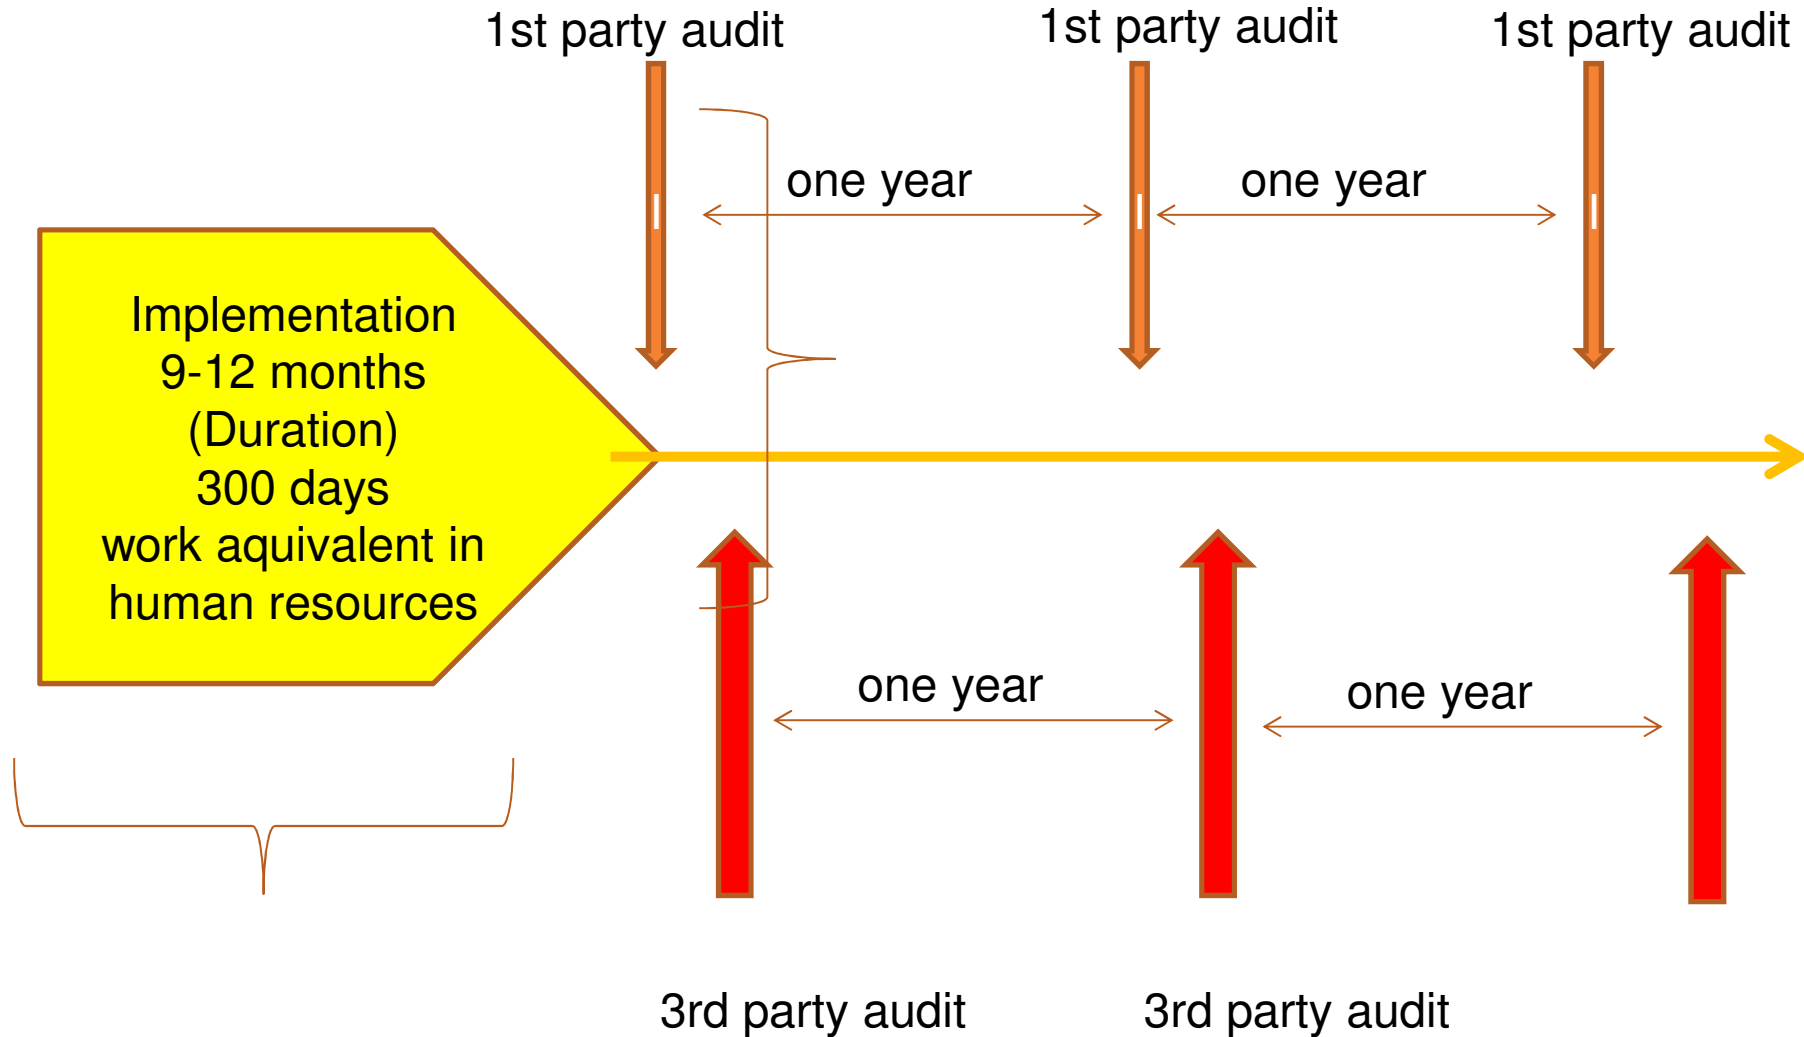 1st party audit
1st party audit
1st party audit
one year
one year
Implementation
9-12 months
(Duration)
300 days
work aquivalent in
human resources
one year
one year
3rd party audit
3rd party audit